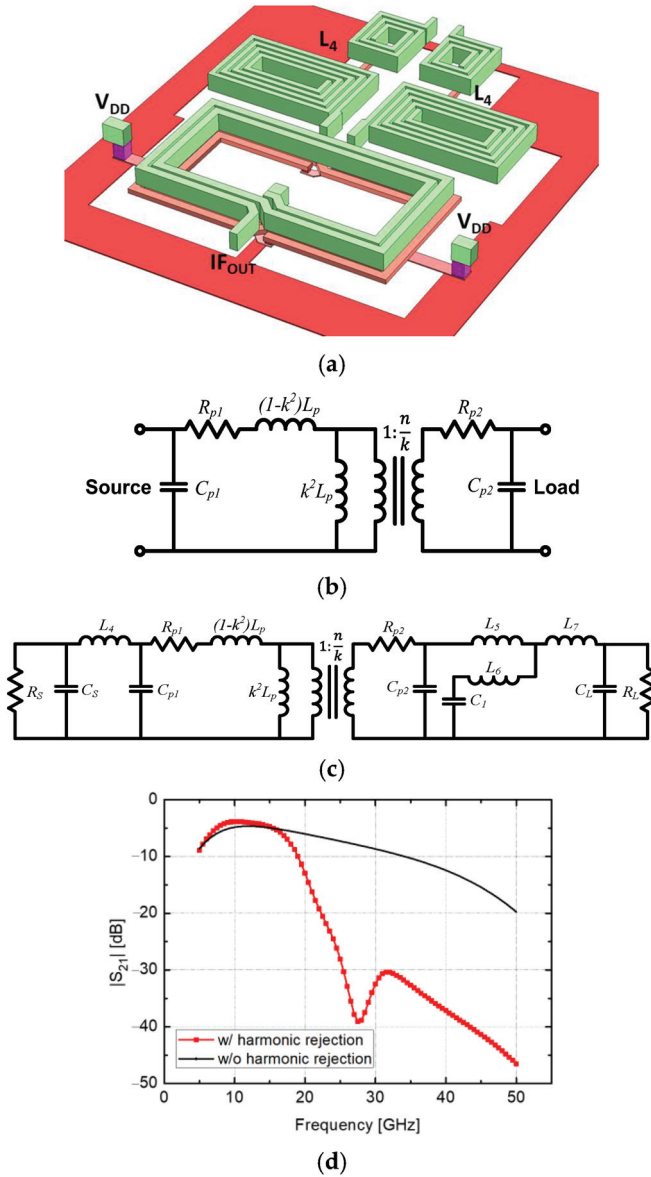 L4
VDD
L4
VDD
IFOUT
(a)
Rp1 (1-k²)Lp 1:n/k Rp2
Source Cp1 k²Lp Cp2 Load
(b)
L4 Rp1 (1-k²)Lp 1:n/k Rp2 L5 L7
L6
RS CS Cp1 k²Lp Cp2 C1 CL RL
(c)
0
−10
−20
−30
−40
−50
|S21| [dB]
w/ harmonic rejection
w/o harmonic rejection
0 10 20 30 40 50
Frequency [GHz]
(d)